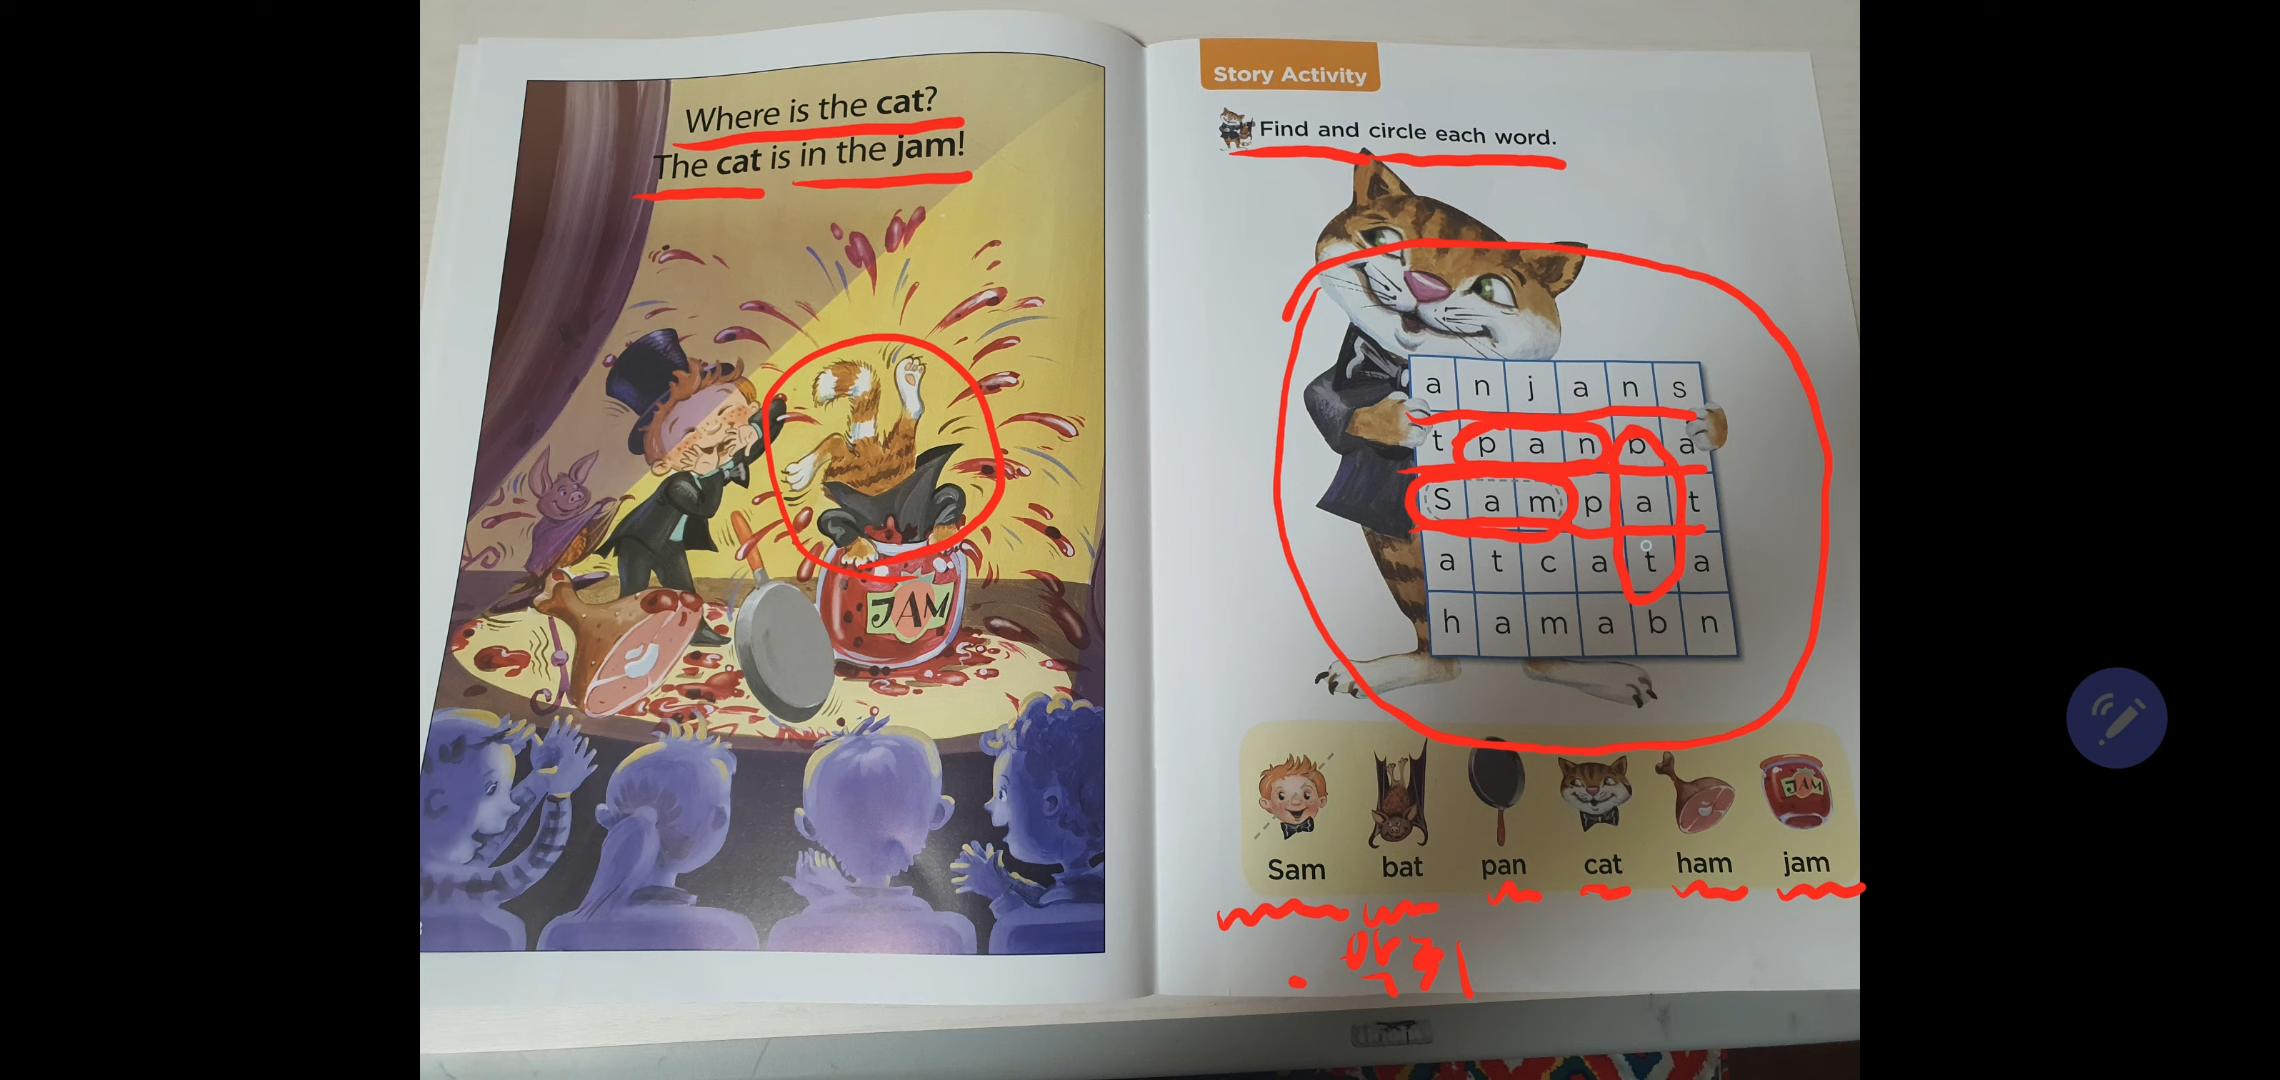 Where is the cat?
The cat is in the jam!
JAM
Story Activity
Find and circle each word.
a n j a n s
t p a n b a
S a m p a t
a t c a t a
h a m a b n
JAM
Sam bat pan cat ham jam